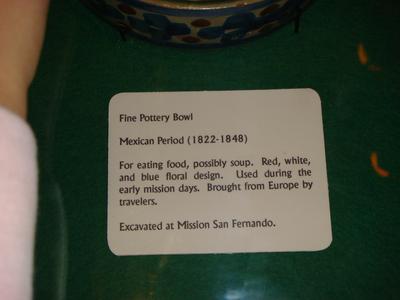 Fine Pottery Bowl
Mexican Period (1822-1848)
For eating food, possibly soup. Red, white,
and blue floral design. Used during the
early mission days. Brought from Europe by
travelers.
Excavated at Mission San Fernando.